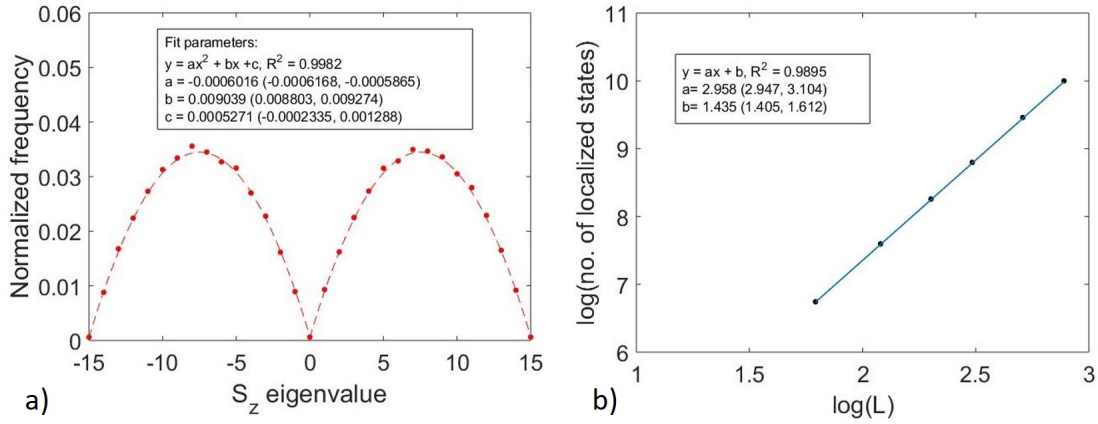 0.06
0.05
0.04
0.03
0.02
0.01
0
Normalized frequency
Fit parameters:
y = ax² + bx +c, R² = 0.9982
a = -0.0006016 (-0.0006168, -0.0005865)
b = 0.009039 (0.008803, 0.009274)
c = 0.0005271 (-0.0002335, 0.001288)
-15 -10 -5 0 5 10 15
S_z eigenvalue
a)
11
10
9
8
7
6
log(no. of localized states)
y = ax + b, R² = 0.9895
a= 2.958 (2.947, 3.104)
b= 1.435 (1.405, 1.612)
1 1.5 2 2.5 3
log(L)
b)